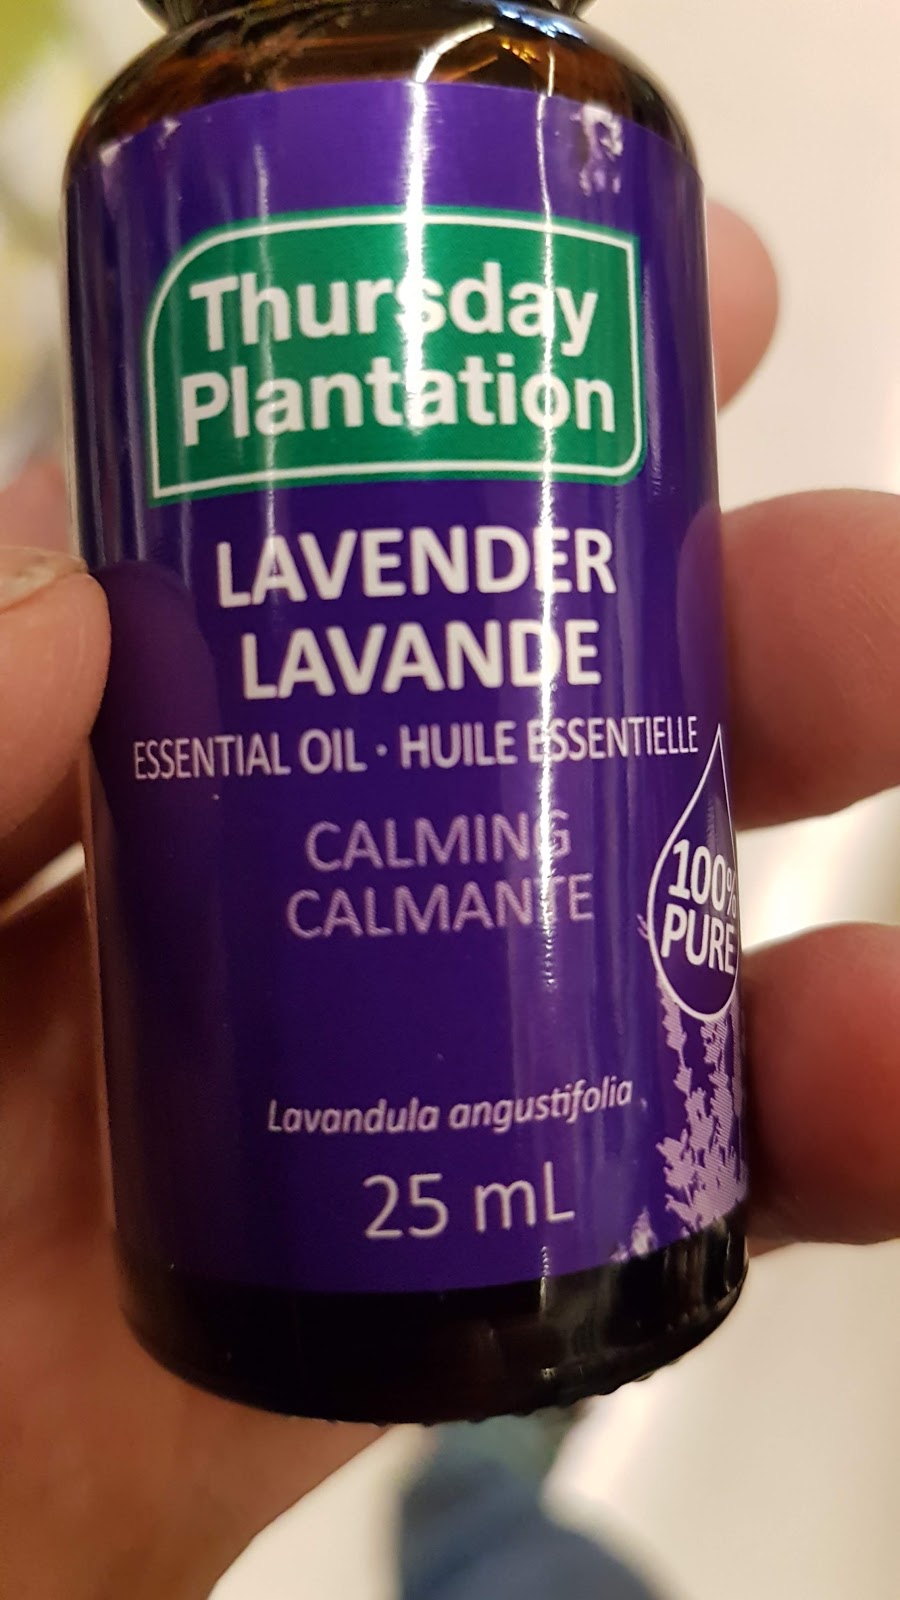 Thursday
Plantation
LAVENDER
LAVANDE
ESSENTIAL OIL · HUILE ESSENTIELLE
CALMING
CALMANTE
100%
PURE
Lavandula angustifolia
25 mL